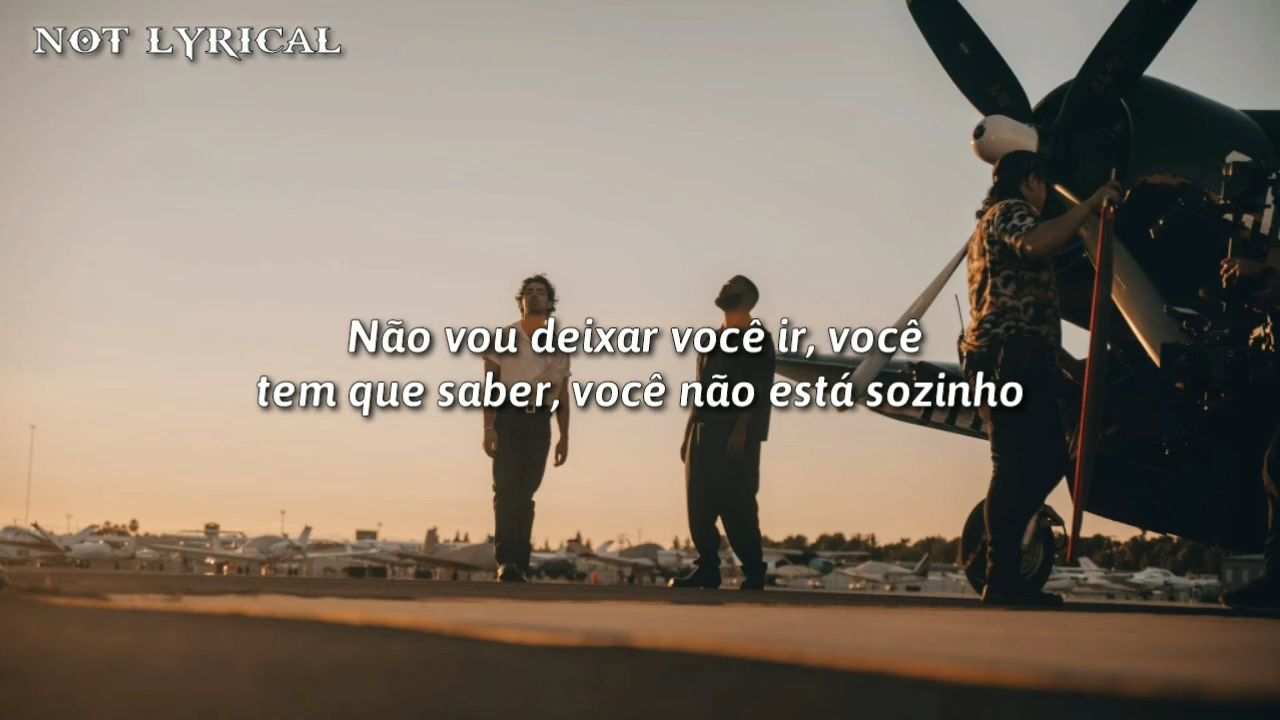 NOT LYRICAL
Não vou deixar você ir, você
tem que saber, você não está sozinho